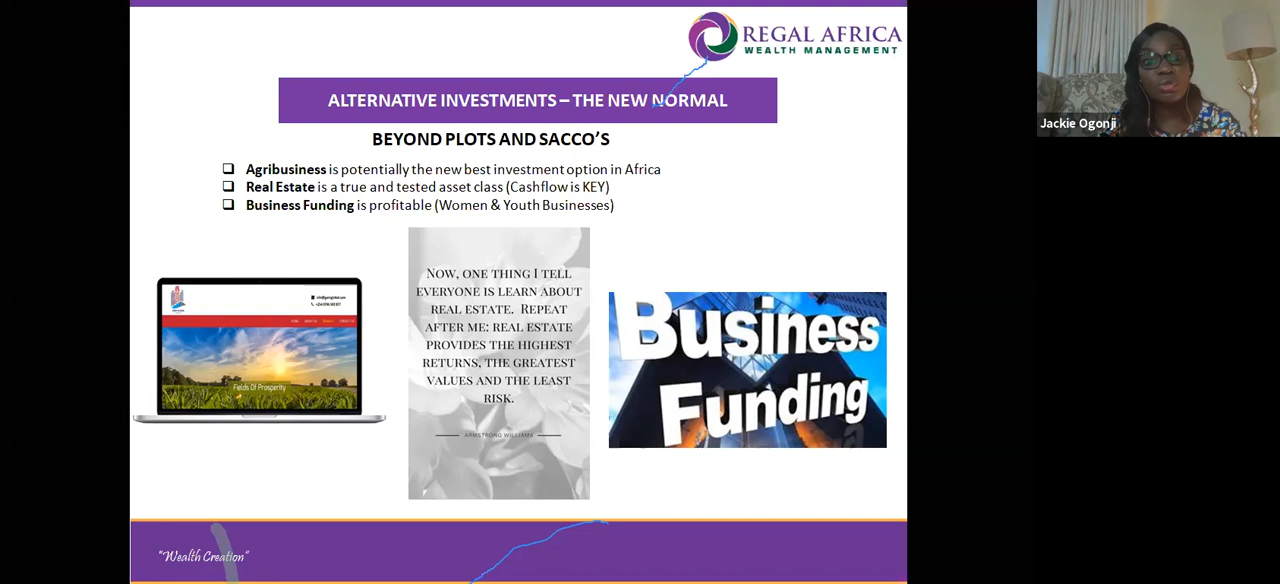 REGAL AFRICA
WEALTH MANAGEMENT
Jackie Ogonji
ALTERNATIVE INVESTMENTS – THE NEW NORMAL
BEYOND PLOTS AND SACCO'S
Agribusiness is potentially the new best investment option in Africa
Real Estate is a true and tested asset class (Cashflow is KEY)
Business Funding is profitable (Women & Youth Businesses)
Fields Of Prosperity
NOW, ONE THING I TELL
EVERYONE IS LEARN ABOUT
REAL ESTATE. REPEAT
AFTER ME: REAL ESTATE
PROVIDES THE HIGHEST
RETURNS, THE GREATEST
VALUES AND THE LEAST
RISK.
ARMSTRONG WILLIAMS
Business
Funding
"Wealth Creation"